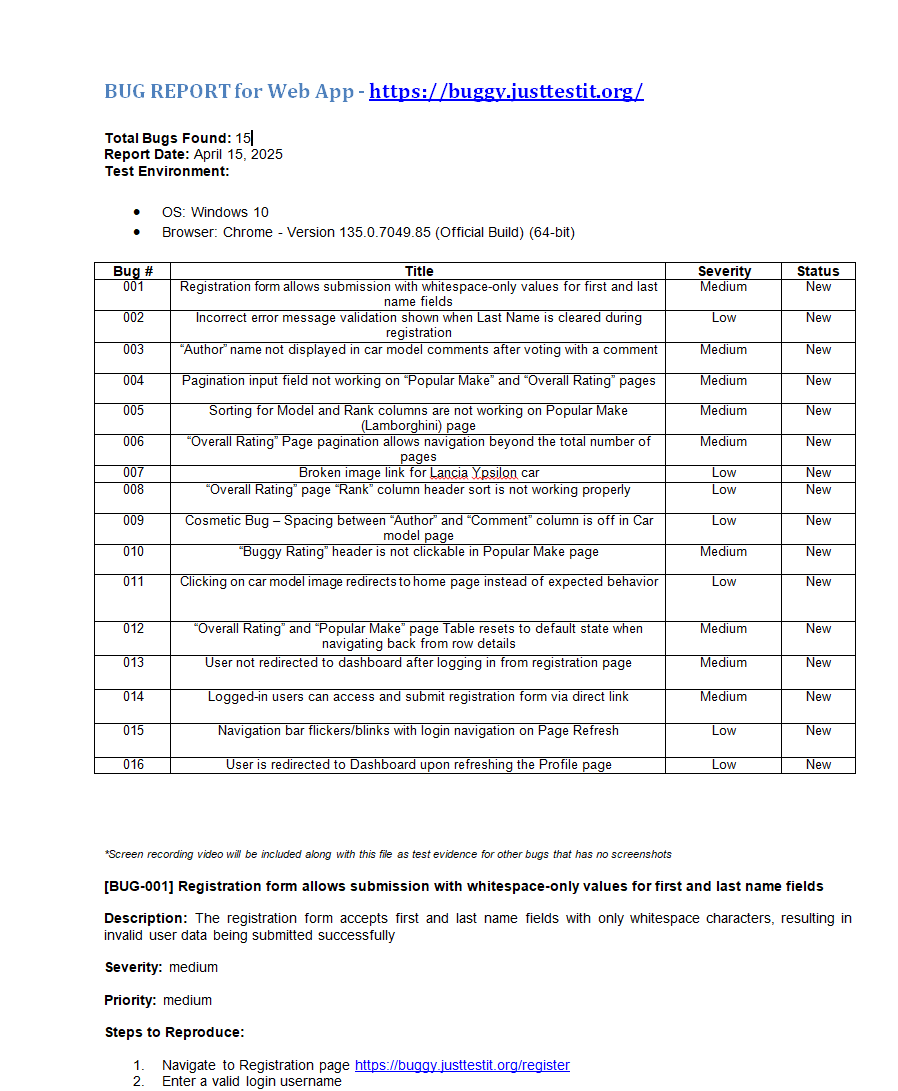 BUG REPORT for Web App - https://buggy.justtestit.org/
Total Bugs Found: 15
Report Date: April 15, 2025
Test Environment:
• OS: Windows 10
• Browser: Chrome - Version 135.0.7049.85 (Official Build) (64-bit)
Bug # Title Severity Status
001 Registration form allows submission with whitespace-only values for first and last Medium New
name fields
002 Incorrect error message validation shown when Last Name is cleared during Low New
registration
003 “Author” name not displayed in car model comments after voting with a comment Medium New
004 Pagination input field not working on “Popular Make” and “Overall Rating” pages Medium New
005 Sorting for Model and Rank columns are not working on Popular Make Medium New
(Lamborghini) page
006 “Overall Rating” Page pagination allows navigation beyond the total number of Medium New
pages
007 Broken image link for Lancia Ypsilon car Low New
008 “Overall Rating” page “Rank” column header sort is not working properly Low New
009 Cosmetic Bug – Spacing between “Author” and “Comment” column is off in Car Low New
model page
010 “Buggy Rating” header is not clickable in Popular Make page Medium New
011 Clicking on car model image redirects to home page instead of expected behavior Low New
012 “Overall Rating” and “Popular Make” page Table resets to default state when Medium New
navigating back from row details
013 User not redirected to dashboard after logging in from registration page Medium New
014 Logged-in users can access and submit registration form via direct link Medium New
015 Navigation bar flickers/blinks with login navigation on Page Refresh Low New
016 User is redirected to Dashboard upon refreshing the Profile page Low New
*Screen recording video will be included along with this file as test evidence for other bugs that has no screenshots
[BUG-001] Registration form allows submission with whitespace-only values for first and last name fields
Description: The registration form accepts first and last name fields with only whitespace characters, resulting in
invalid user data being submitted successfully
Severity: medium
Priority: medium
Steps to Reproduce:
1. Navigate to Registration page https://buggy.justtestit.org/register
2. Enter a valid login username